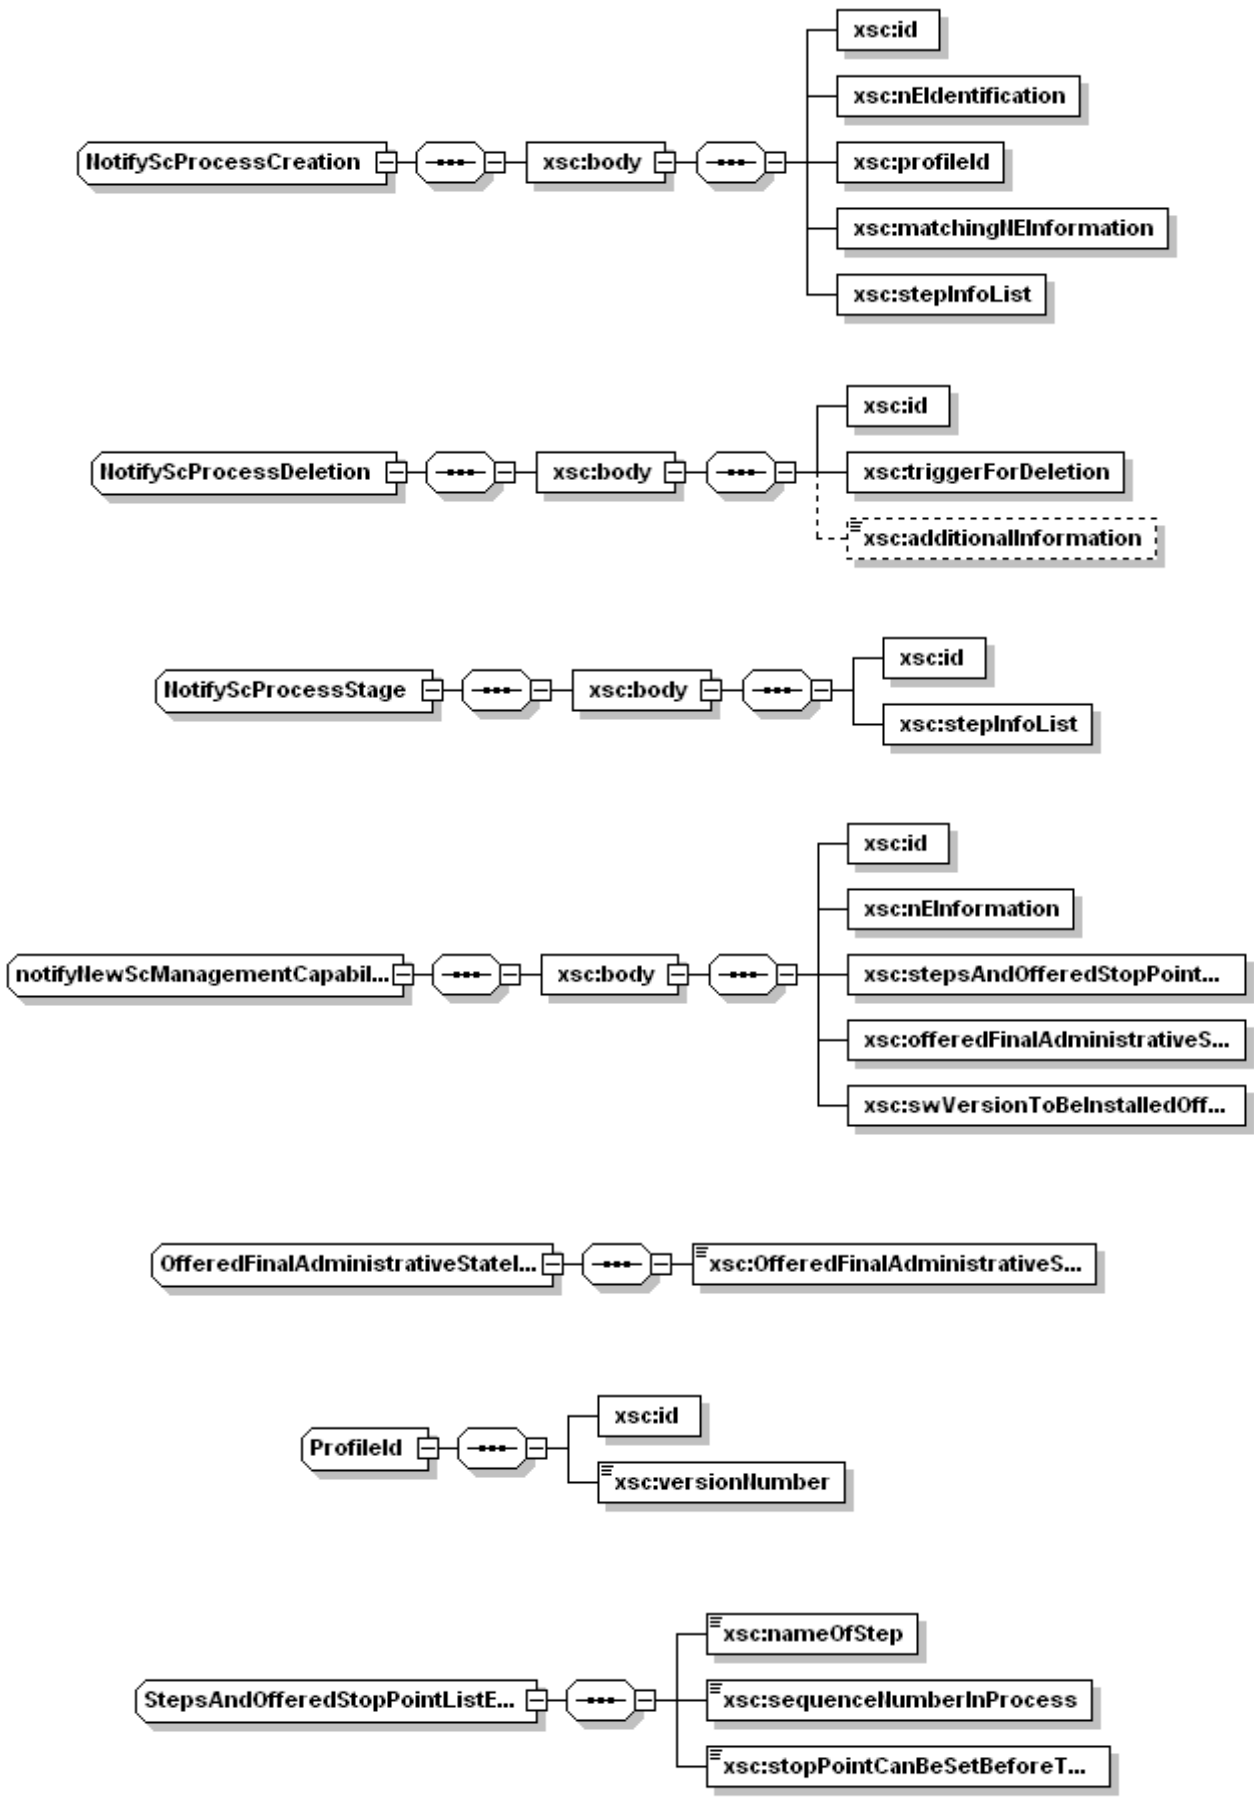 xsc:id
xsc:nEIdentification
NotifyScProcessCreation xsc:body xsc:profileId
xsc:matchingNEInformation
xsc:stepInfoList
xsc:id
NotifyScProcessDeletion xsc:body xsc:triggerForDeletion
xsc:additionalInformation
xsc:id
NotifyScProcessStage xsc:body
xsc:stepInfoList
xsc:id
xsc:nEInformation
notifyNewScManagementCapabil... xsc:body xsc:stepsAndOfferedStopPoint...
xsc:offeredFinalAdministrativeS...
xsc:swVersionToBeInstalledOff...
OfferedFinalAdministrativeStateI... xsc:OfferedFinalAdministrativeS...
xsc:id
ProfileId
xsc:versionNumber
xsc:nameOfStep
StepsAndOfferedStopPointListE... xsc:sequenceNumberInProcess
xsc:stopPointCanBeSetBeforeT...